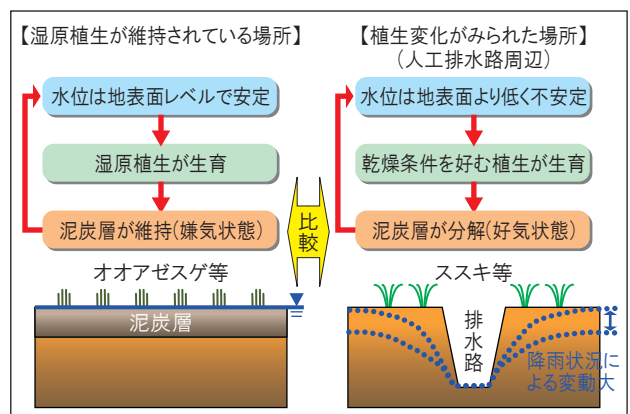 【湿原植生が維持されている場所】
水位は地表面レベルで安定
湿原植生が生育
泥炭層が維持(嫌気状態)
オオアゼスゲ等
泥炭層
比較
【植生変化がみられた場所】
(人工排水路周辺)
水位は地表面より低く不安定
乾燥条件を好む植生が生育
泥炭層が分解(好気状態)
ススキ等
排水路
降雨状況に
よる変動大